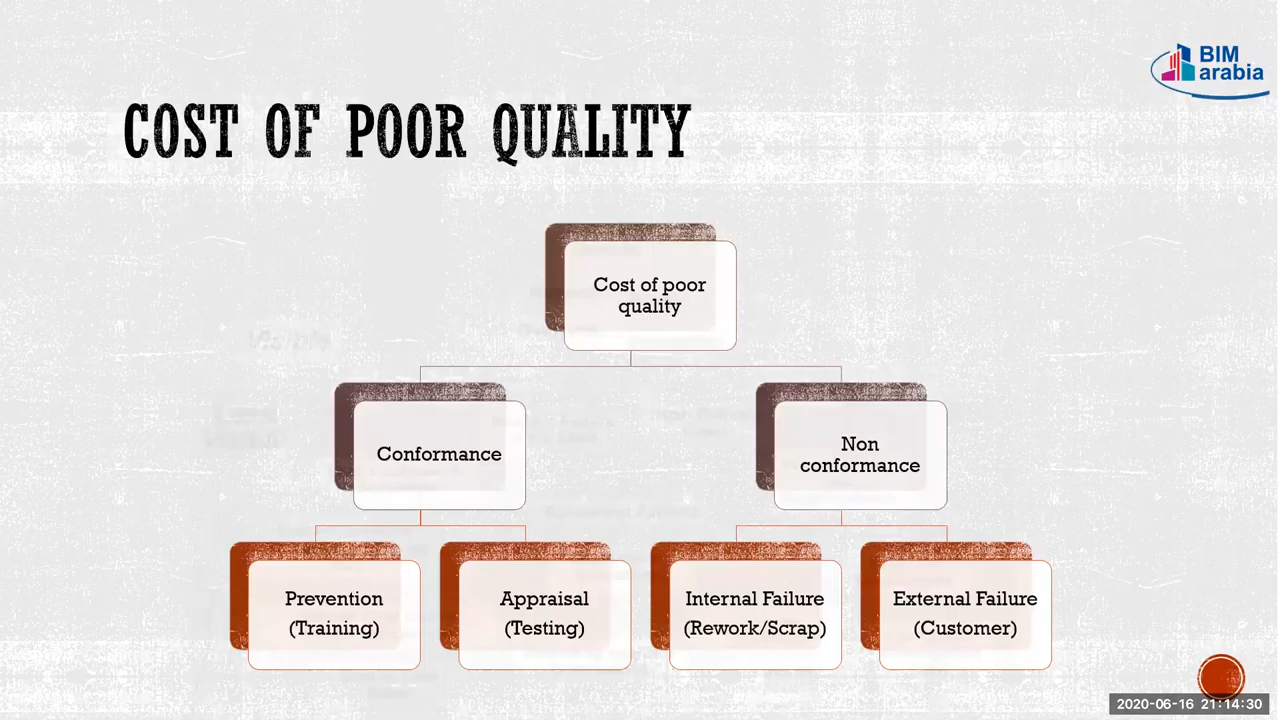 BIM
arabia
COST OF POOR QUALITY
Cost of poor
quality
Conformance
Non
conformance
Prevention
(Training)
Appraisal
(Testing)
Internal Failure
(Rework/Scrap)
External Failure
(Customer)
2020-06-16 21:14:30